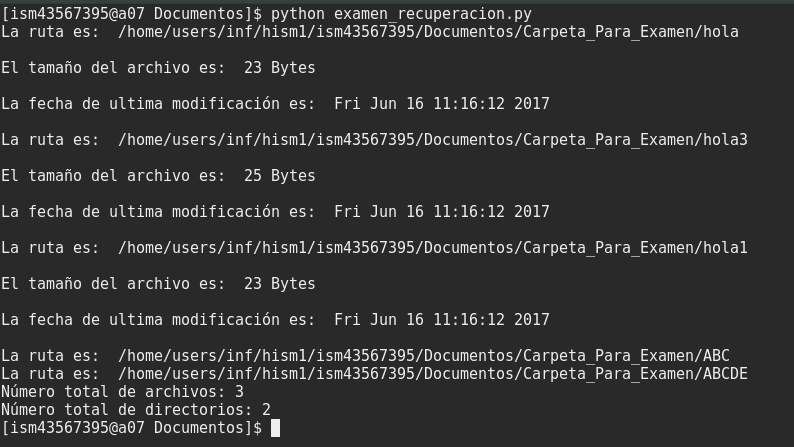 [ism43567395@a07 Documentos]$ python examen_recuperacion.py
La ruta es:  /home/users/inf/hism1/ism43567395/Documentos/Carpeta_Para_Examen/hola
El tamaño del archivo es:  23 Bytes
La fecha de ultima modificación es:  Fri Jun 16 11:16:12 2017
La ruta es:  /home/users/inf/hism1/ism43567395/Documentos/Carpeta_Para_Examen/hola3
El tamaño del archivo es:  25 Bytes
La fecha de ultima modificación es:  Fri Jun 16 11:16:12 2017
La ruta es:  /home/users/inf/hism1/ism43567395/Documentos/Carpeta_Para_Examen/hola1
El tamaño del archivo es:  23 Bytes
La fecha de ultima modificación es:  Fri Jun 16 11:16:12 2017
La ruta es:  /home/users/inf/hism1/ism43567395/Documentos/Carpeta_Para_Examen/ABC
La ruta es:  /home/users/inf/hism1/ism43567395/Documentos/Carpeta_Para_Examen/ABCDE
Número total de archivos: 3
Número total de directorios: 2
[ism43567395@a07 Documentos]$